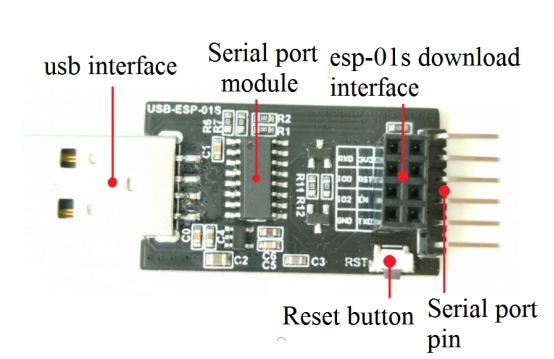 usb interface
Serial port
module
esp-01s download
interface
USB-ESP-01S
R6
R7
R2
R1
C1
R11
R12
RXD 3V3
IO0 RST
IO2 EN
GND TXD
C0
C4
C2
C6
C5
C3
RST
Reset button
Serial port
pin